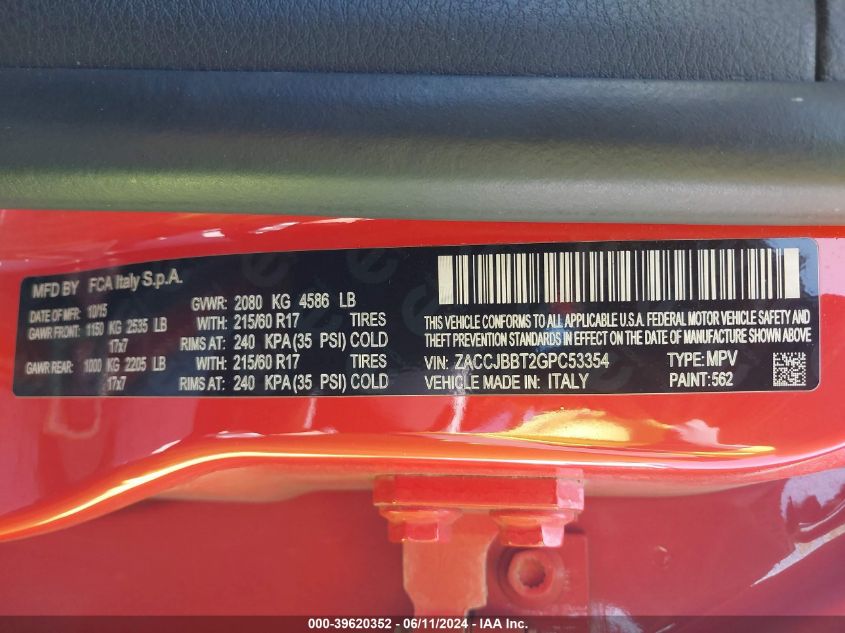 MFD BY FCA Italy S.p.A.
DATE OF MFR: 10/15 GVWR: 2080 KG 4586 LB
GAWR FRONT: 1150 KG 2535 LB WITH: 215/60 R17 TIRES
17x7 RIMS AT: 240 KPA (35 PSI) COLD
GAWR REAR: 1000 KG 2205 LB WITH: 215/60 R17 TIRES
17x7 RIMS AT: 240 KPA (35 PSI) COLD
THIS VEHICLE CONFORMS TO ALL APPLICABLE U.S.A. FEDERAL MOTOR VEHICLE SAFETY AND
THEFT PREVENTION STANDARDS IN EFFECT ON THE DATE OF MANUFACTURE SHOWN ABOVE
VIN: ZACCJBBT2GPC53354 TYPE: MPV
VEHICLE MADE IN: ITALY PAINT: 562
000-39620352 - 06/11/2024 - IAA Inc.